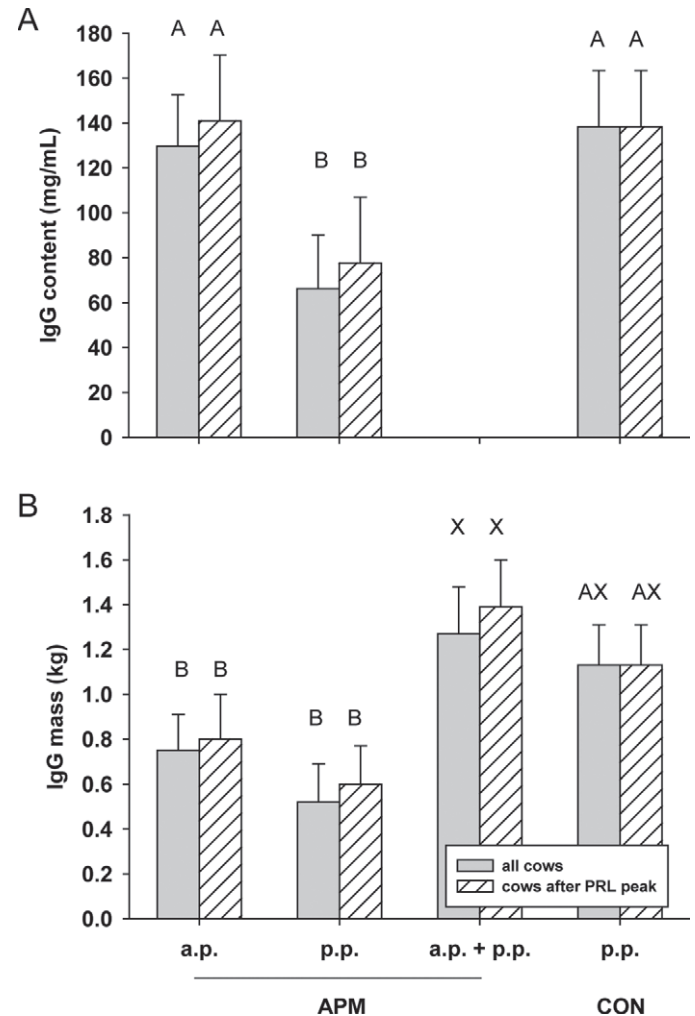 A
180
160
140
120
100
80
60
40
20
0
IgG content (mg/mL)
A A
B B
A A
B
1.8
1.6
1.4
1.2
1.0
0.8
0.6
0.4
0.2
0.0
IgG mass (kg)
B B
B B
X X
AX AX
all cows
cows after PRL peak
a.p. p.p. a.p. + p.p. p.p.
APM CON